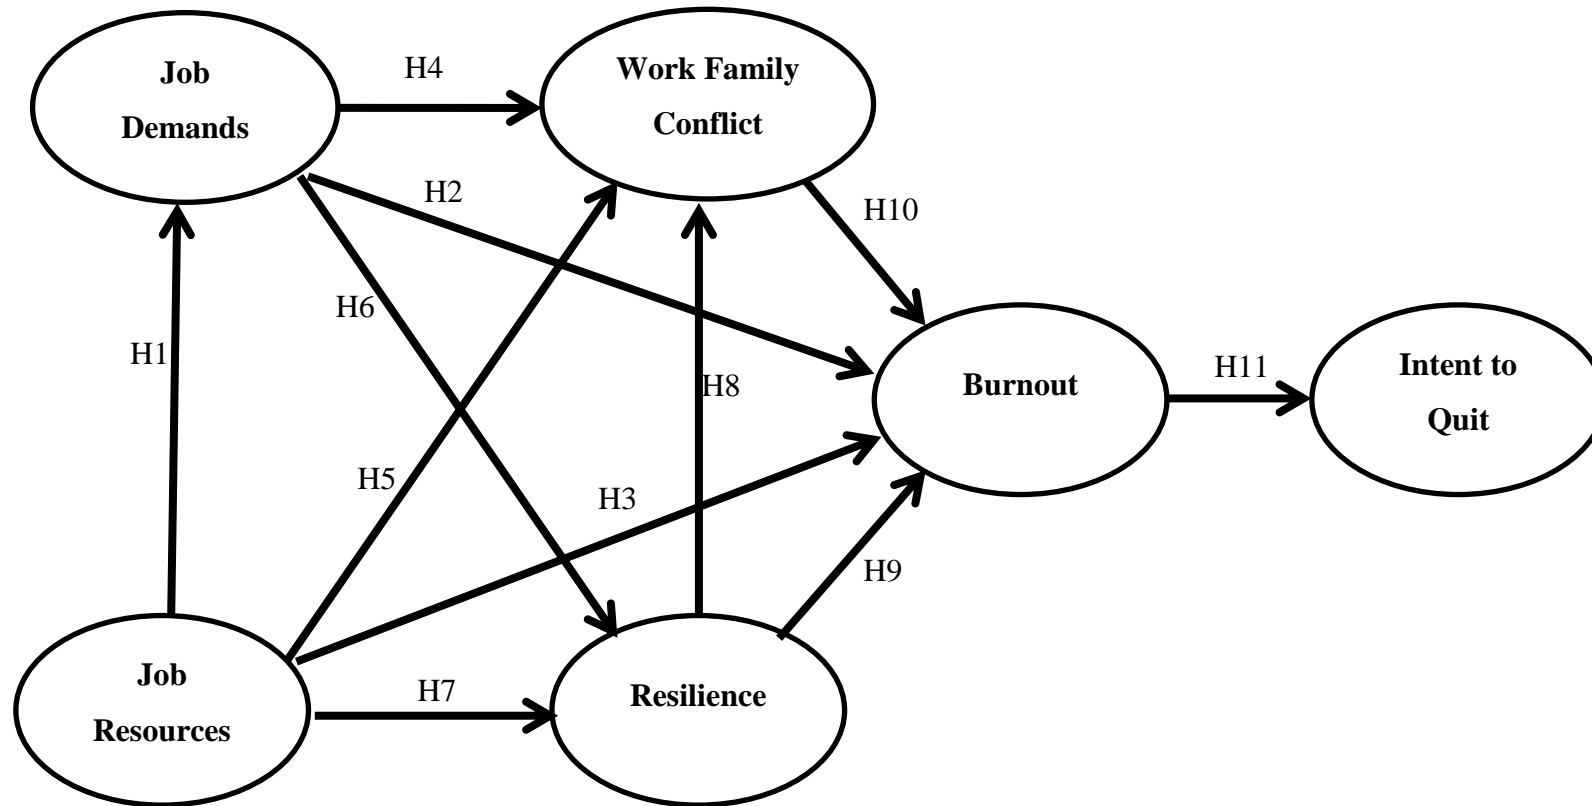 Job
Demands
H4
Work Family
Conflict
H2
H10
H6
H1
H8
Burnout
H11
Intent to
Quit
H5
H3
H9
Job
Resources
H7
Resilience